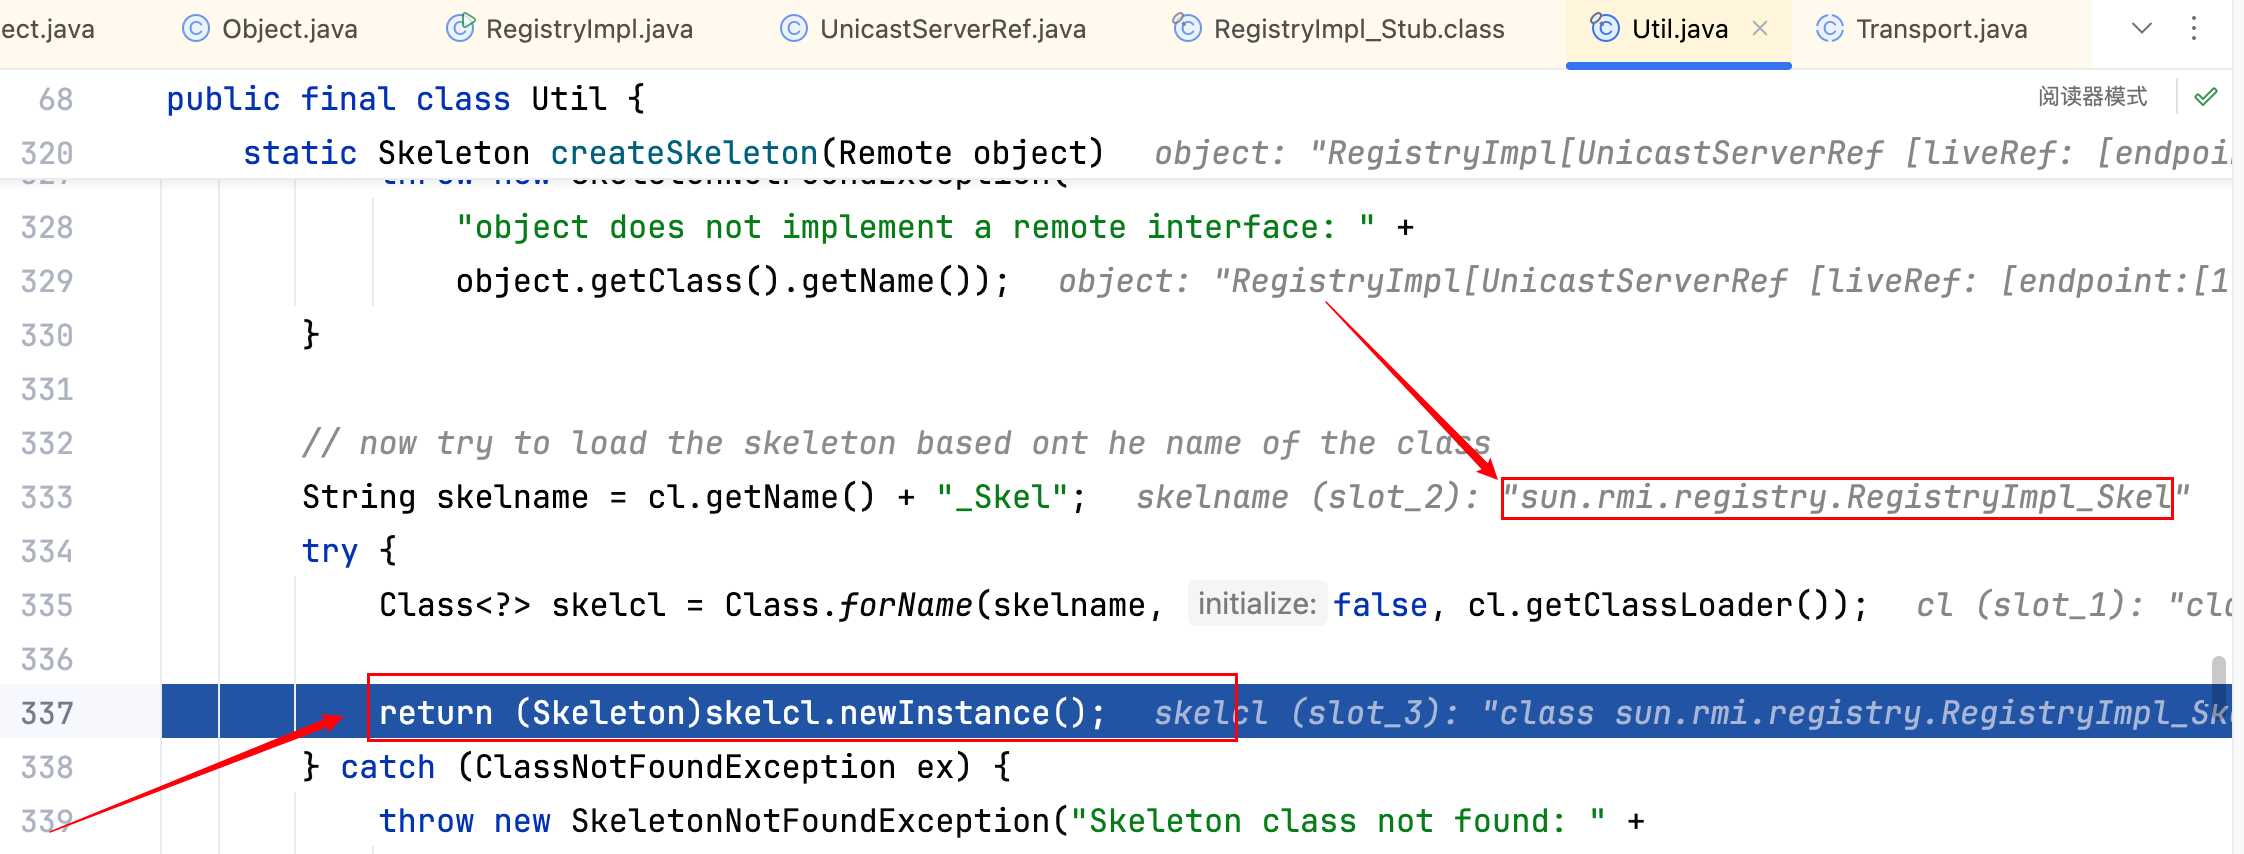 ect.java Object.java RegistryImpl.java UnicastServerRef.java RegistryImpl_Stub.class Util.java Transport.java
68 public final class Util { 阅读器模式
320 static Skeleton createSkeleton(Remote object) object: "RegistryImpl[UnicastServerRef [liveRef: [endpoi
327 throw new SkeletonNotFoundException(
328 "object does not implement a remote interface: " +
329 object.getClass().getName()); object: "RegistryImpl[UnicastServerRef [liveRef: [endpoint:[1
330 }
331
332 // now try to load the skeleton based ont he name of the class
333 String skelname = cl.getName() + "_Skel"; skelname (slot_2): "sun.rmi.registry.RegistryImpl_Skel"
334 try {
335 Class<?> skelcl = Class.forName(skelname, initialize: false, cl.getClassLoader()); cl (slot_1): "cla
336
337 return (Skeleton)skelcl.newInstance(); skelcl (slot_3): "class sun.rmi.registry.RegistryImpl_Sk
338 } catch (ClassNotFoundException ex) {
339 throw new SkeletonNotFoundException("Skeleton class not found: " +